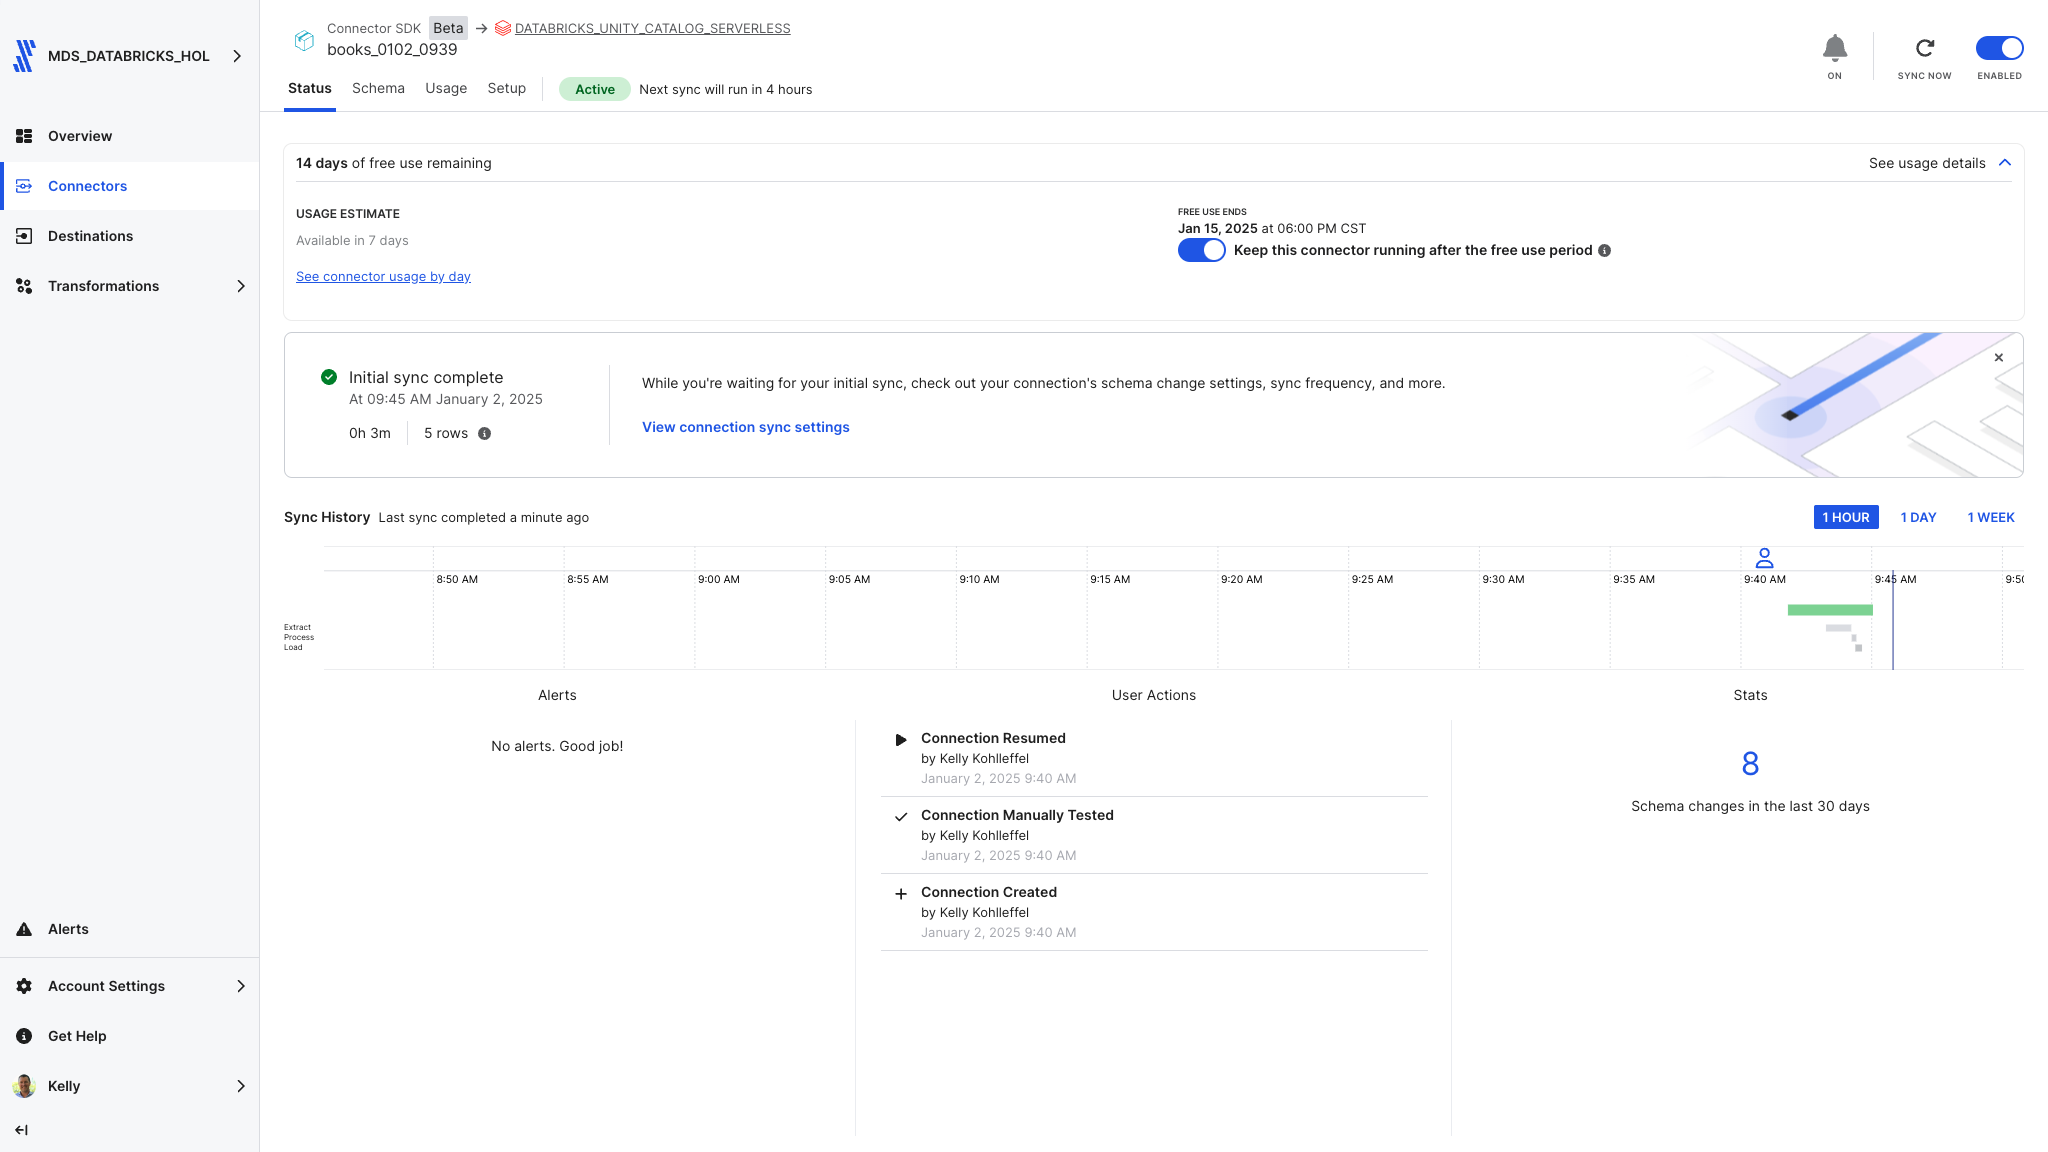 MDS_DATABRICKS_HOL
Overview
Connectors
Destinations
Transformations
Alerts
Account Settings
Get Help
Kelly
Connector SDK Beta → DATABRICKS_UNITY_CATALOG_SERVERLESS
books_0102_0939
ON
SYNC NOW
ENABLED
Status Schema Usage Setup Active Next sync will run in 4 hours
14 days of free use remaining
See usage details
USAGE ESTIMATE
Available in 7 days
See connector usage by day
FREE USE ENDS
Jan 15, 2025 at 06:00 PM CST
Keep this connector running after the free use period
Initial sync complete
At 09:45 AM January 2, 2025
0h 3m 5 rows
While you're waiting for your initial sync, check out your connection's schema change settings, sync frequency, and more.
View connection sync settings
Sync History Last sync completed a minute ago
1 HOUR 1 DAY 1 WEEK
8:50 AM 8:55 AM 9:00 AM 9:05 AM 9:10 AM 9:15 AM 9:20 AM 9:25 AM 9:30 AM 9:35 AM 9:40 AM 9:45 AM 9:50
Extract
Process
Load
Alerts
No alerts. Good job!
User Actions
Connection Resumed
by Kelly Kohlleffel
January 2, 2025 9:40 AM
Connection Manually Tested
by Kelly Kohlleffel
January 2, 2025 9:40 AM
Connection Created
by Kelly Kohlleffel
January 2, 2025 9:40 AM
Stats
8
Schema changes in the last 30 days